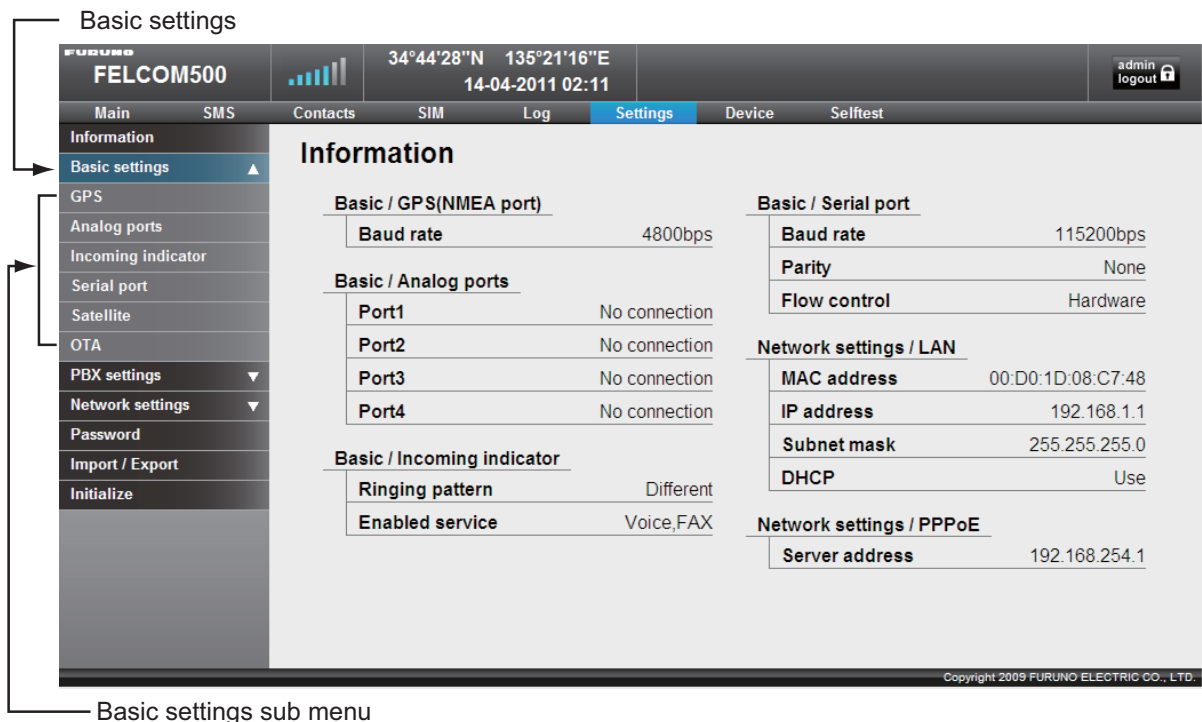 Basic settings
FURUNO
FELCOM500
34°44'28"N 135°21'16"E
14-04-2011 02:11
admin
logout
Main SMS Contacts SIM Log Settings Device Selftest
Information
Basic settings ▲
GPS
Analog ports
Incoming indicator
Serial port
Satellite
OTA
PBX settings ▼
Network settings ▼
Password
Import / Export
Initialize
Information
Basic / GPS(NMEA port)
Baud rate 4800bps
Basic / Analog ports
Port1 No connection
Port2 No connection
Port3 No connection
Port4 No connection
Basic / Incoming indicator
Ringing pattern Different
Enabled service Voice,FAX
Basic / Serial port
Baud rate 115200bps
Parity None
Flow control Hardware
Network settings / LAN
MAC address 00:D0:1D:08:C7:48
IP address 192.168.1.1
Subnet mask 255.255.255.0
DHCP Use
Network settings / PPPoE
Server address 192.168.254.1
Copyright 2009 FURUNO ELECTRIC CO., LTD.
Basic settings sub menu